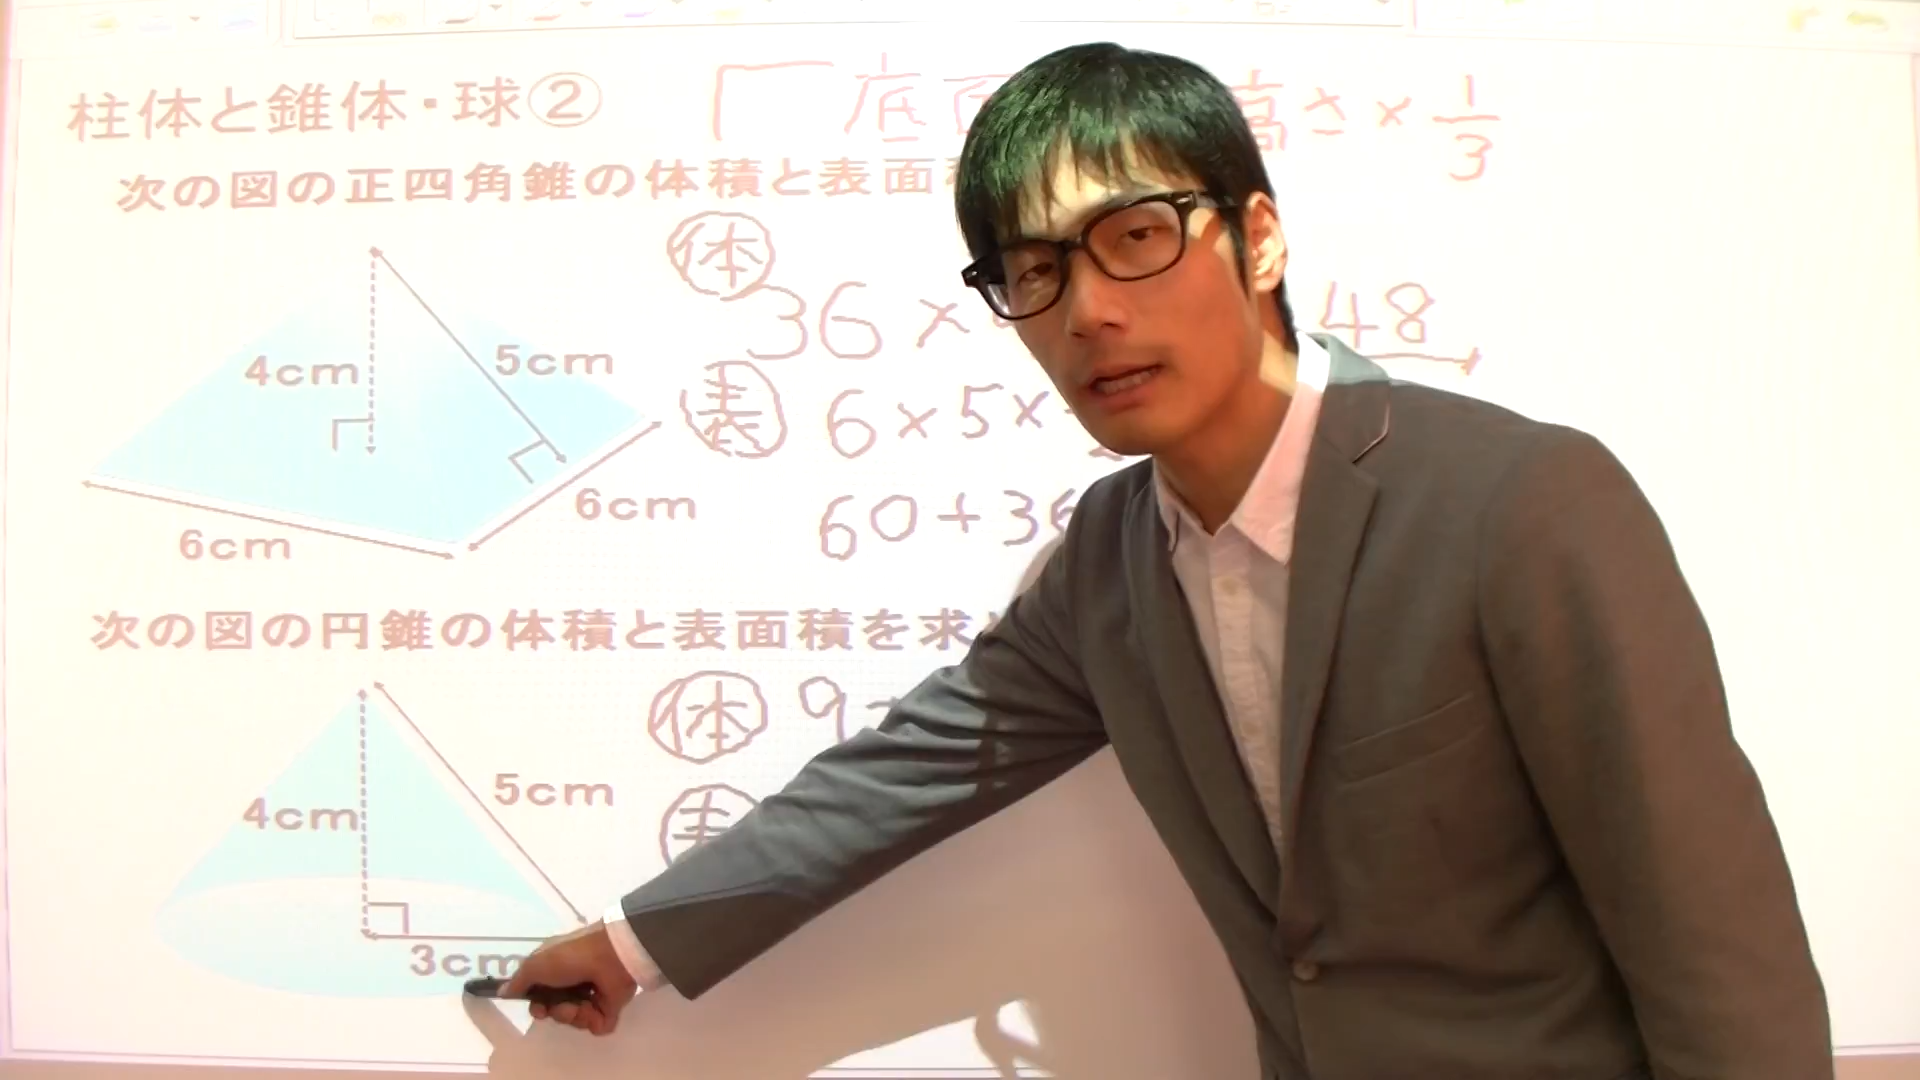 柱体と錐体・球②
底面 高さ×1/3
次の図の正四角錐の体積と表面積
体
36× 48
4cm
5cm
表 6×5×
6cm
6cm
60+36
次の図の円錐の体積と表面積を求
体 9
4cm
5cm
表
3cm